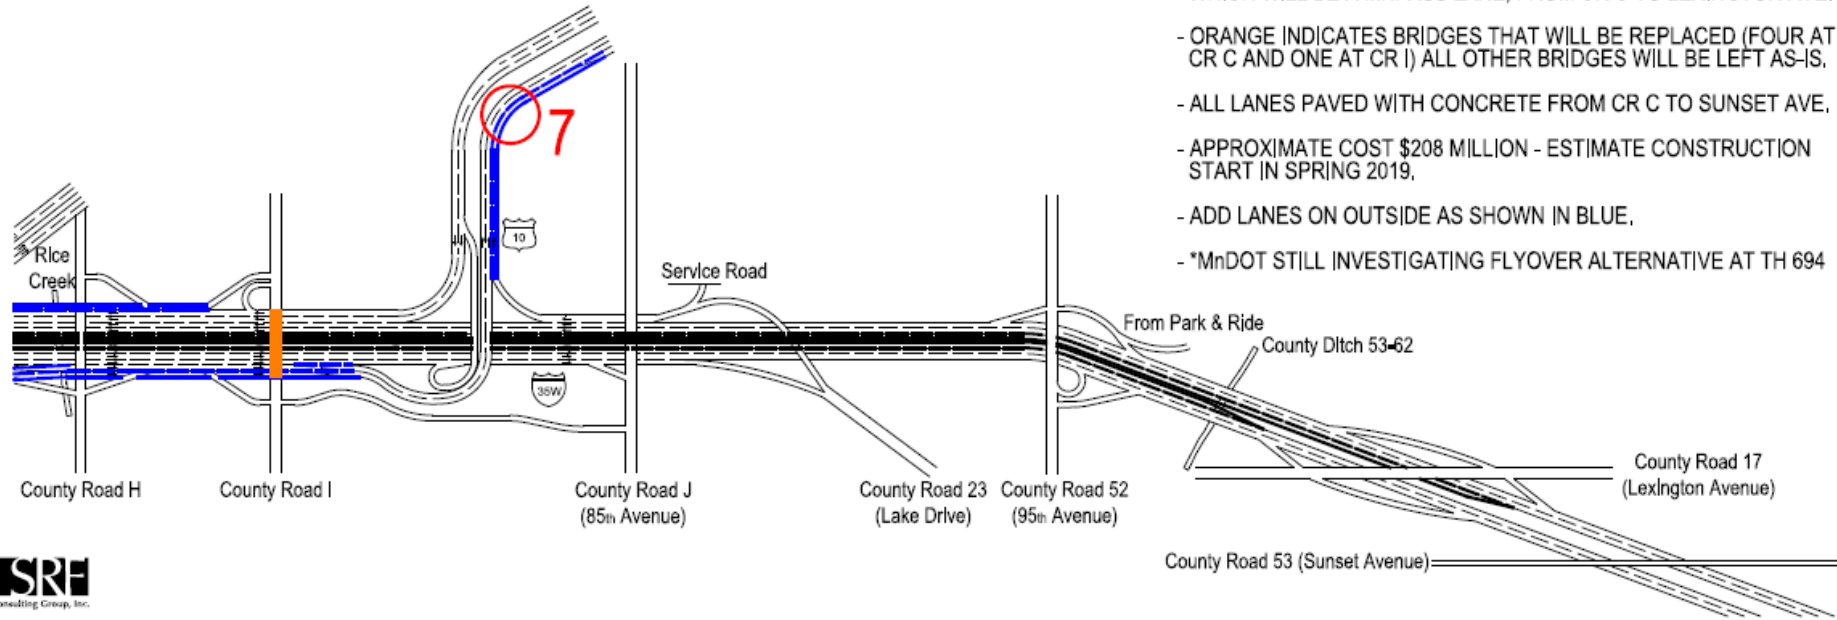 - ORANGE INDICATES BRIDGES THAT WILL BE REPLACED (FOUR AT
CR C AND ONE AT CR I) ALL OTHER BRIDGES WILL BE LEFT AS-IS.
- ALL LANES PAVED WITH CONCRETE FROM CR C TO SUNSET AVE.
- APPROXIMATE COST $208 MILLION - ESTIMATE CONSTRUCTION
START IN SPRING 2019.
- ADD LANES ON OUTSIDE AS SHOWN IN BLUE.
- *MnDOT STILL INVESTIGATING FLYOVER ALTERNATIVE AT TH 694
7
10
Rice
Creek
Service Road
From Park & Ride
County Ditch 53-62
35W
County Road H
County Road I
County Road J
(85th Avenue)
County Road 23
(Lake Drive)
County Road 52
(95th Avenue)
County Road 17
(Lexington Avenue)
County Road 53 (Sunset Avenue)
SRF
onsulting Group, Inc.